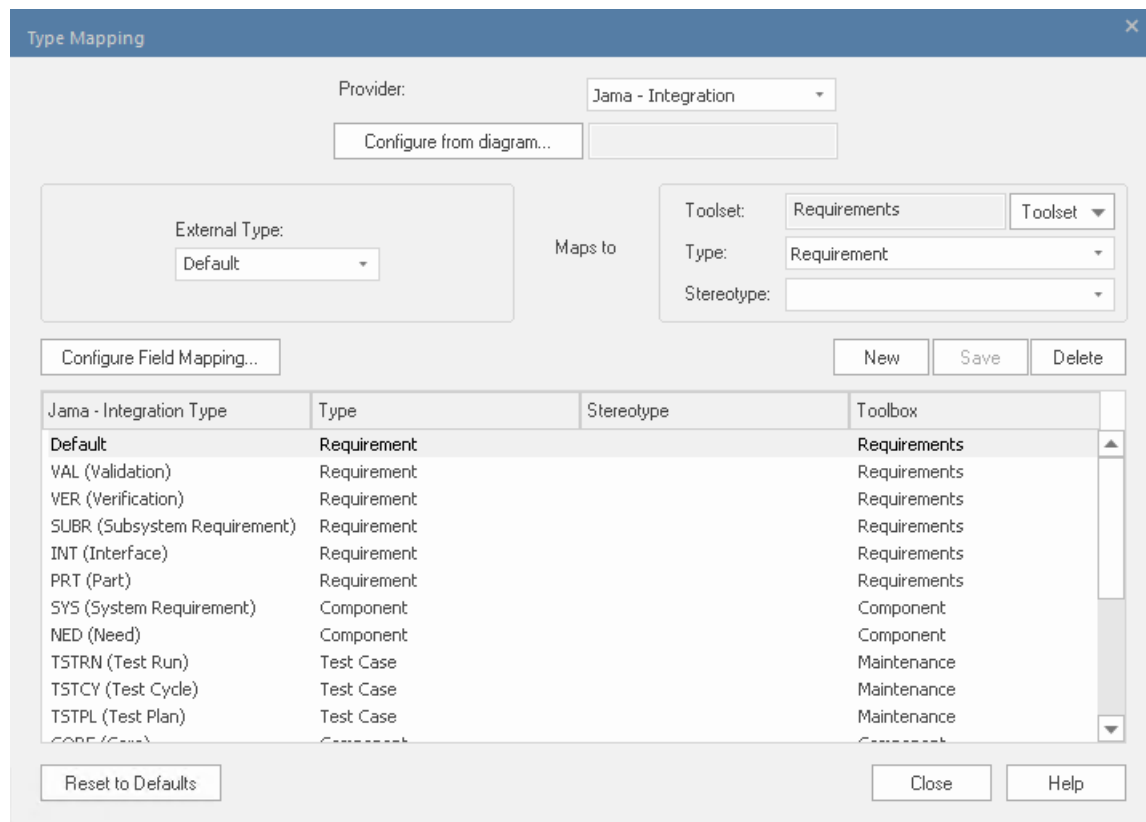 Type Mapping
Provider: Jama - Integration
Configure from diagram...
External Type:
Default
Maps to
Toolset: Requirements Toolset
Type: Requirement
Stereotype:
Configure Field Mapping... New Save Delete
Jama - Integration Type Type Stereotype Toolbox
Default Requirement Requirements
VAL (Validation) Requirement Requirements
VER (Verification) Requirement Requirements
SUBR (Subsystem Requirement) Requirement Requirements
INT (Interface) Requirement Requirements
PRT (Part) Requirement Requirements
SYS (System Requirement) Component Component
NED (Need) Component Component
TSTRN (Test Run) Test Case Maintenance
TSTCY (Test Cycle) Test Case Maintenance
TSTPL (Test Plan) Test Case Maintenance
Reset to Defaults Close Help